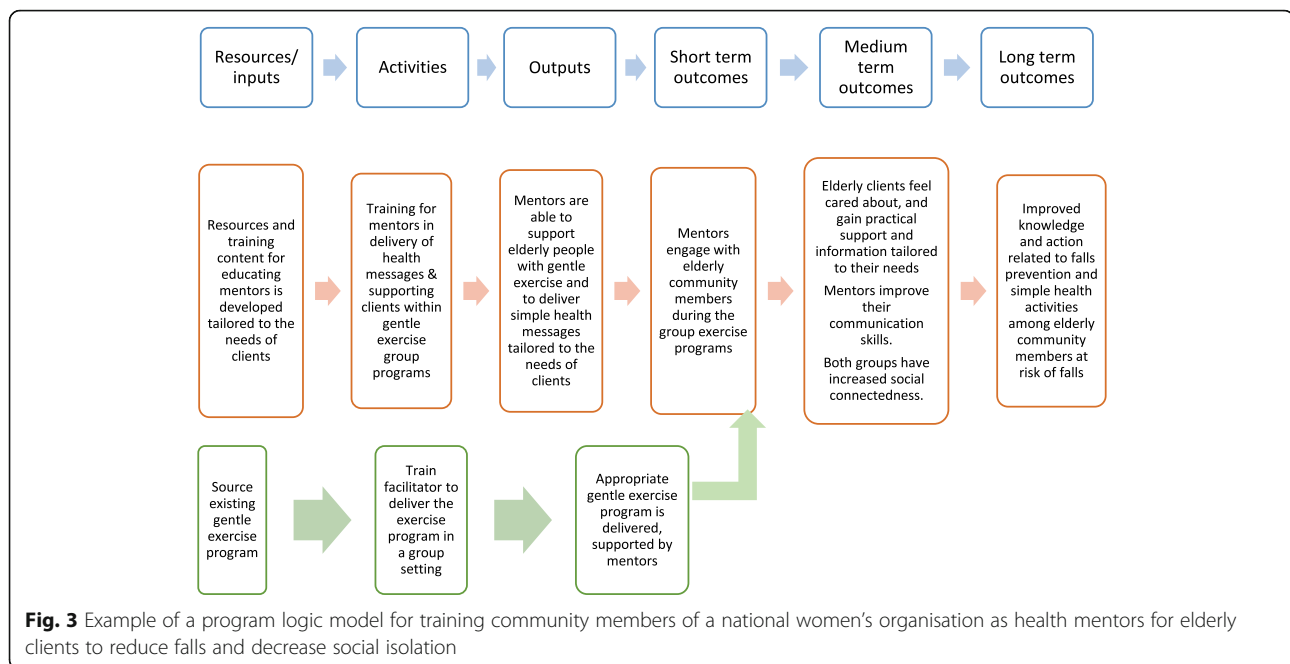 Resources/
inputs
Activities
Outputs
Short term
outcomes
Medium
term
outcomes
Long term
outcomes
Resources and
training
content for
educating
mentors is
developed
tailored to the
needs of
clients
Training for
mentors in
delivery of
health
messages &
supporting
clients within
gentle
exercise
group
programs
Mentors are
able to
support
elderly people
with gentle
exercise and
to deliver
simple health
messages
tailored to the
needs of
clients
Mentors
engage with
elderly
community
members
during the
group exercise
programs
Elderly clients feel
cared about, and
gain practical
support and
information tailored
to their needs
Mentors improve
their
communication
skills.
Both groups have
increased social
connectedness.
Improved
knowledge
and action
related to falls
prevention and
simple health
activities
among elderly
community
members at
risk of falls
Source
existing
gentle
exercise
program
Train
facilitator to
deliver the
exercise
program in
a group
setting
Appropriate
gentle exercise
program is
delivered,
supported by
mentors
Fig. 3 Example of a program logic model for training community members of a national women's organisation as health mentors for elderly
clients to reduce falls and decrease social isolation